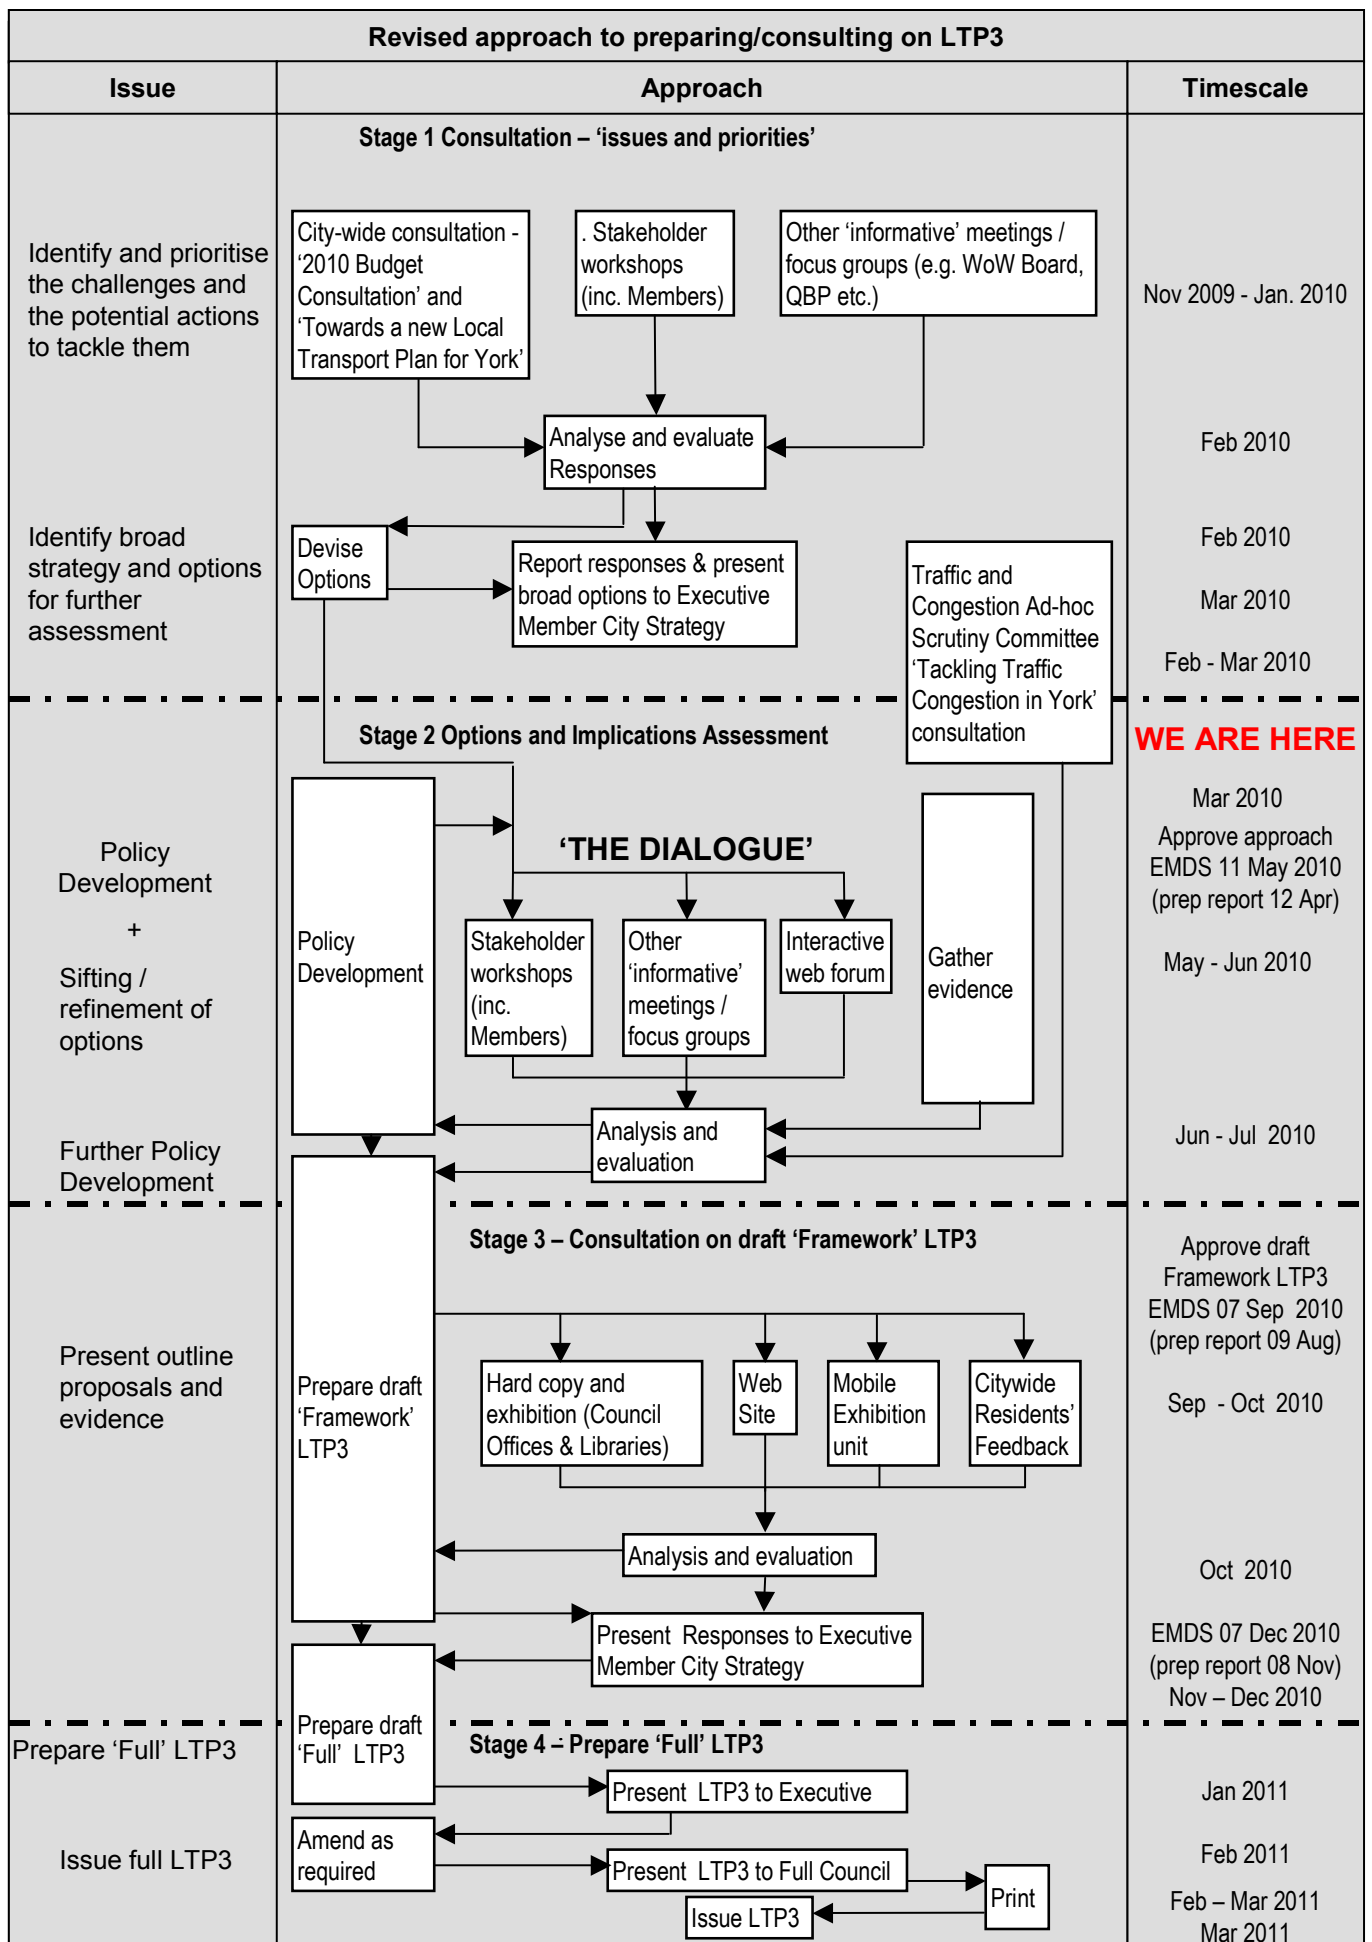 Revised approach to preparing/consulting on LTP3
Issue
Approach
Timescale
Stage 1 Consultation – ‘issues and priorities’
Identify and prioritise
the challenges and
the potential actions
to tackle them
City-wide consultation -
‘2010 Budget
Consultation’ and
‘Towards a new Local
Transport Plan for York’
. Stakeholder
workshops
(inc. Members)
Other ‘informative’ meetings /
focus groups (e.g. WoW Board,
QBP etc.)
Nov 2009 - Jan. 2010
Analyse and evaluate
Responses
Feb 2010
Identify broad
strategy and options
for further
assessment
Devise
Options
Report responses & present
broad options to Executive
Member City Strategy
Traffic and
Congestion Ad-hoc
Scrutiny Committee
‘Tackling Traffic
Congestion in York’
consultation
Feb 2010
Mar 2010
Feb - Mar 2010
Stage 2 Options and Implications Assessment
WE ARE HERE
Policy
Development
+
Sifting /
refinement of
options
Policy
Development
‘THE DIALOGUE’
Stakeholder
workshops
(inc.
Members)
Other
‘informative’
meetings /
focus groups
Interactive
web forum
Gather
evidence
Mar 2010
Approve approach
EMDS 11 May 2010
(prep report 12 Apr)
May - Jun 2010
Further Policy
Development
Analysis and
evaluation
Jun - Jul  2010
Stage 3 – Consultation on draft ‘Framework’ LTP3
Present outline
proposals and
evidence
Prepare draft
‘Framework’
LTP3
Hard copy and
exhibition (Council
Offices & Libraries)
Web
Site
Mobile
Exhibition
unit
Citywide
Residents’
Feedback
Approve draft
Framework LTP3
EMDS 07 Sep  2010
(prep report 09 Aug)
Sep  - Oct  2010
Analysis and evaluation
Oct  2010
Present  Responses to Executive
Member City Strategy
EMDS 07 Dec 2010
(prep report 08 Nov)
Nov – Dec 2010
Prepare ‘Full’ LTP3
Prepare draft
‘Full’  LTP3
Stage 4 – Prepare ‘Full’ LTP3
Present  LTP3 to Executive
Jan 2011
Issue full LTP3
Amend as
required
Present  LTP3 to Full Council
Print
Issue LTP3
Feb 2011
Feb – Mar 2011
Mar 2011